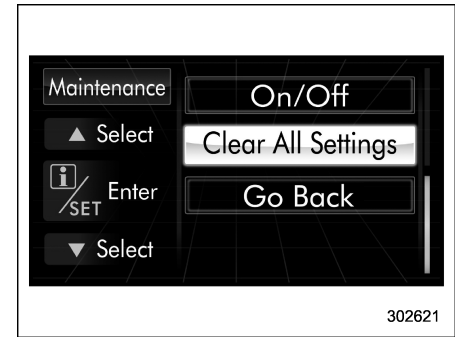 Maintenance
▲ Select
i/SET Enter
▼ Select
On/Off
Clear All Settings
Go Back
302621